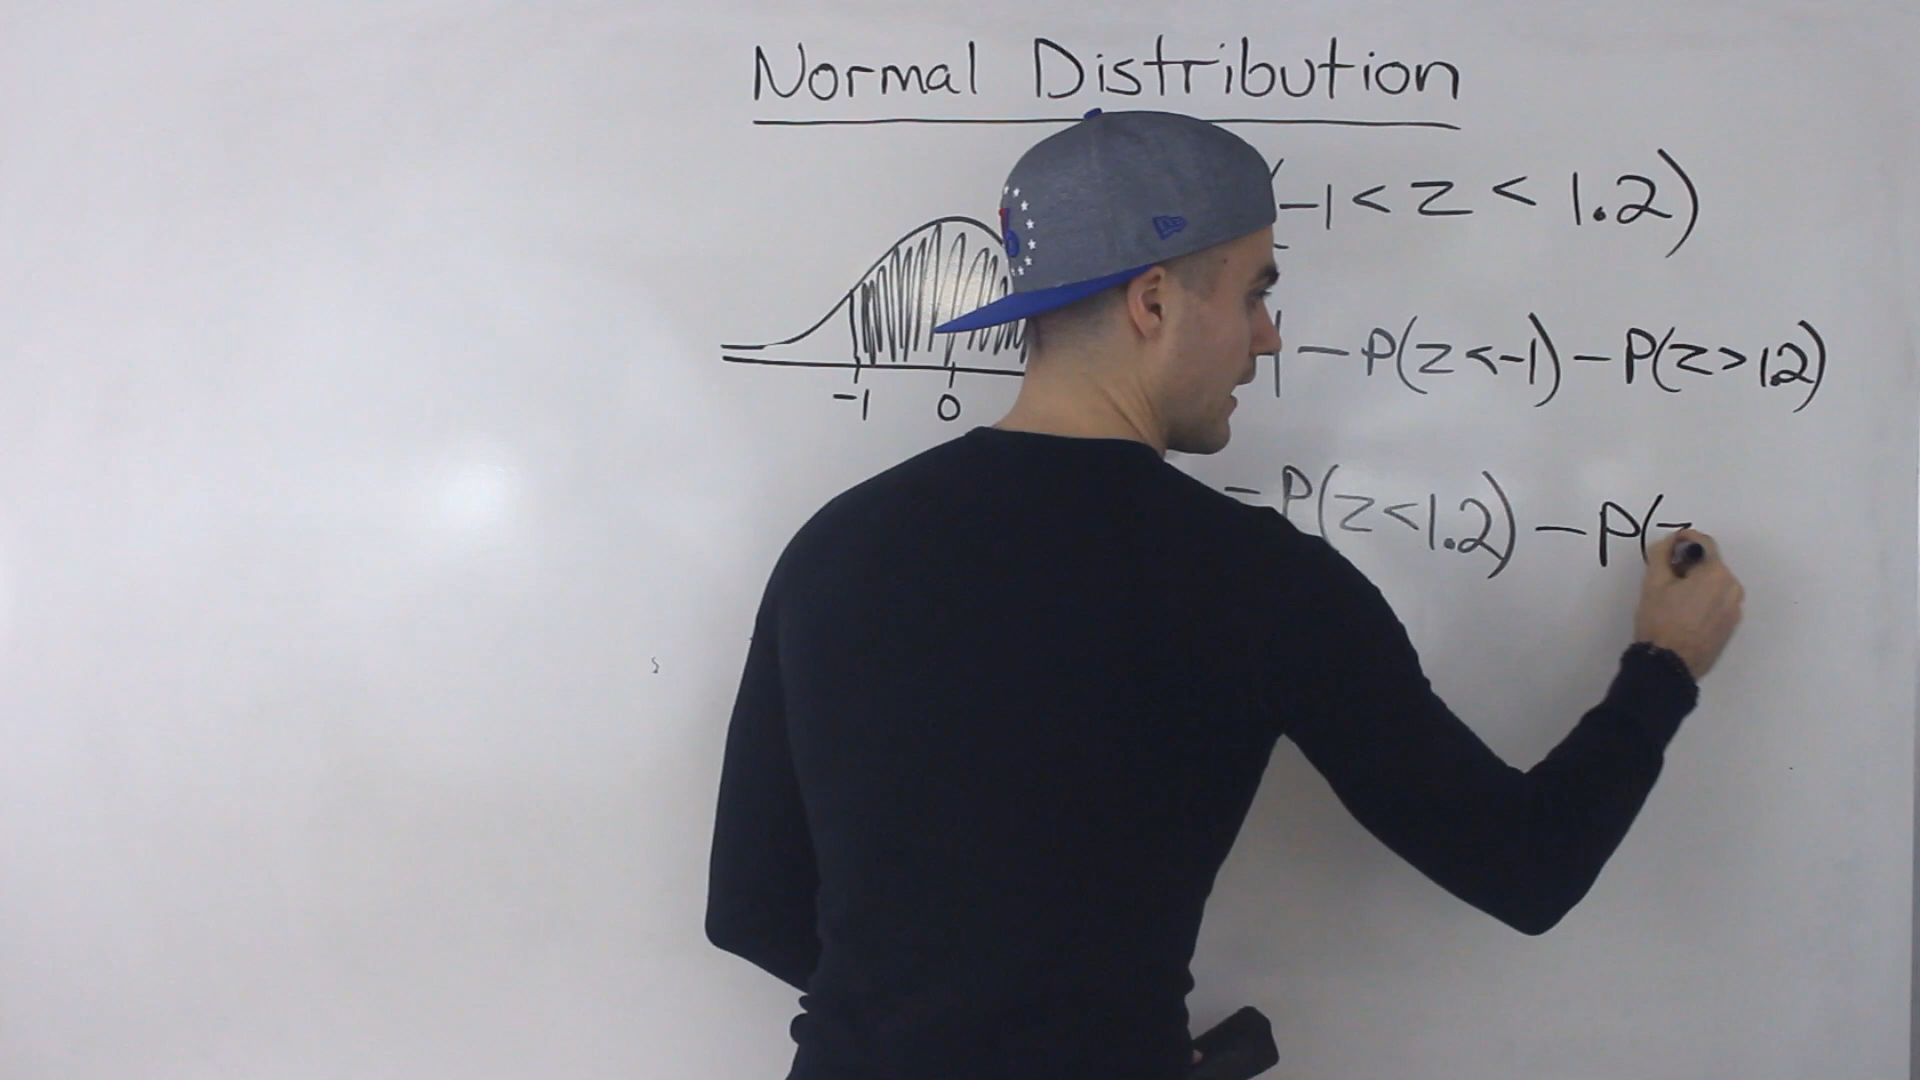 Normal Distribution
(-1 < z < 1.2)
1 - P(z < -1) - P(z > 1.2)
-1 0
- P(z < 1.2) - P(z